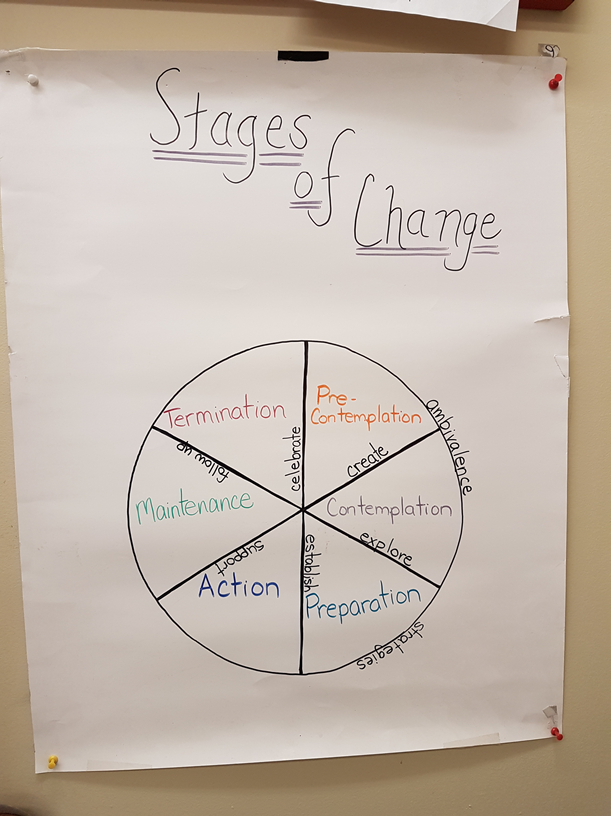 Stages
of
Change
Pre-
Contemplation
create
ambivalence
Contemplation
explore
Preparation
strategies
establish
Action
support
Maintenance
follow up
Termination
celebrate